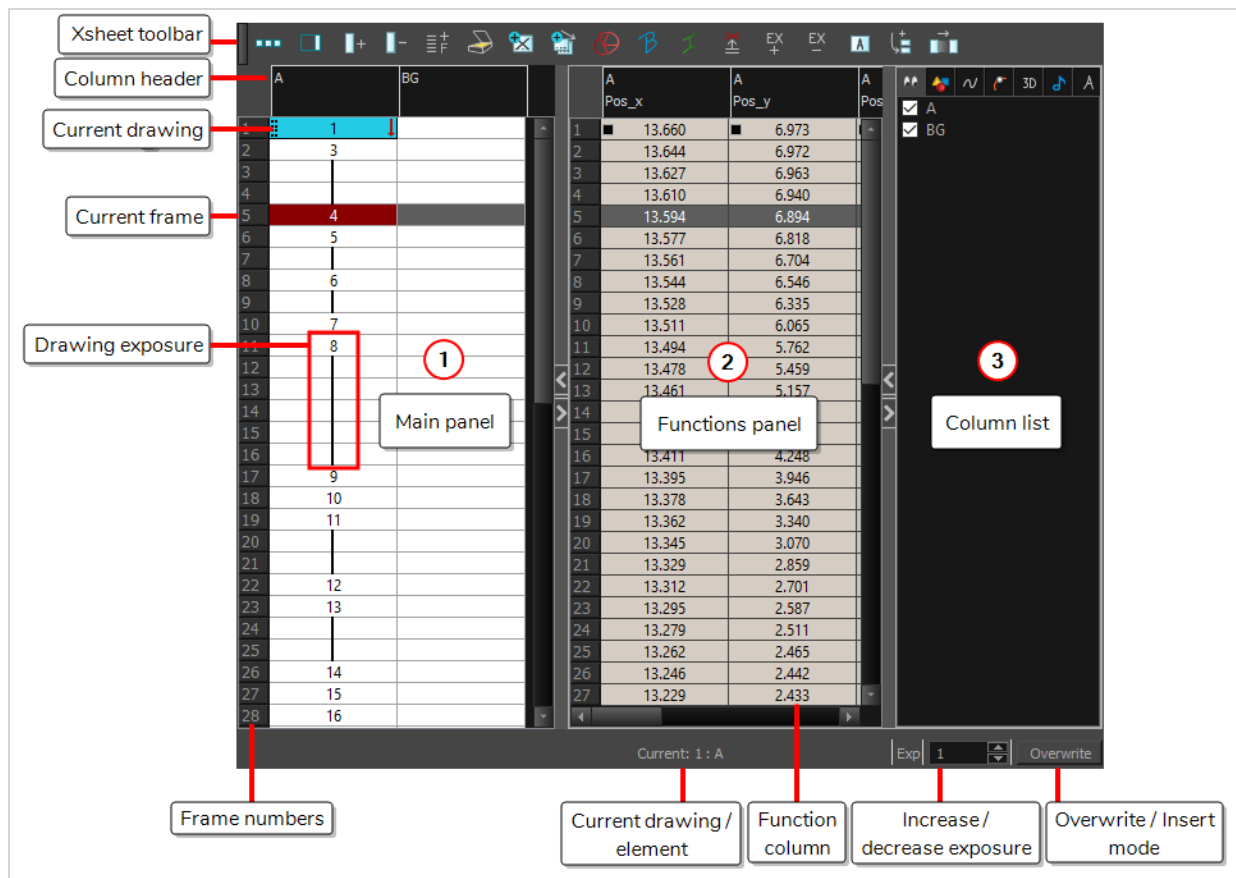 Xsheet toolbar
EX EX A
Column header
A BG
A A A
Pos_x Pos_y Pos
3D A
A
BG
Current drawing
1 1 1 13.660 6.973
2 3 2 13.644 6.972
3 3 13.627 6.963
4 4 13.610 6.940
Current frame
5 4 5 13.594 6.894
6 5 6 13.577 6.818
7 7 13.561 6.704
8 6 8 13.544 6.546
9 9 13.528 6.335
10 7 10 13.511 6.065
Drawing exposure
11 8 11 13.494 5.762
12 12 13.478 5.459
13 13 13.461 5.157
1 2 3
Main panel
Functions panel
Column list
14 14
15 15
16 16 13.411 4.248
17 9 17 13.395 3.946
18 10 18 13.378 3.643
19 11 19 13.362 3.340
20 20 13.345 3.070
21 21 13.329 2.859
22 12 22 13.312 2.701
23 13 23 13.295 2.587
24 24 13.279 2.511
25 25 13.262 2.465
26 14 26 13.246 2.442
27 15 27 13.229 2.433
28 16
Current: 1 : A
Exp 1 Overwrite
Frame numbers
Current drawing /
element
Function
column
Increase /
decrease exposure
Overwrite / Insert
mode